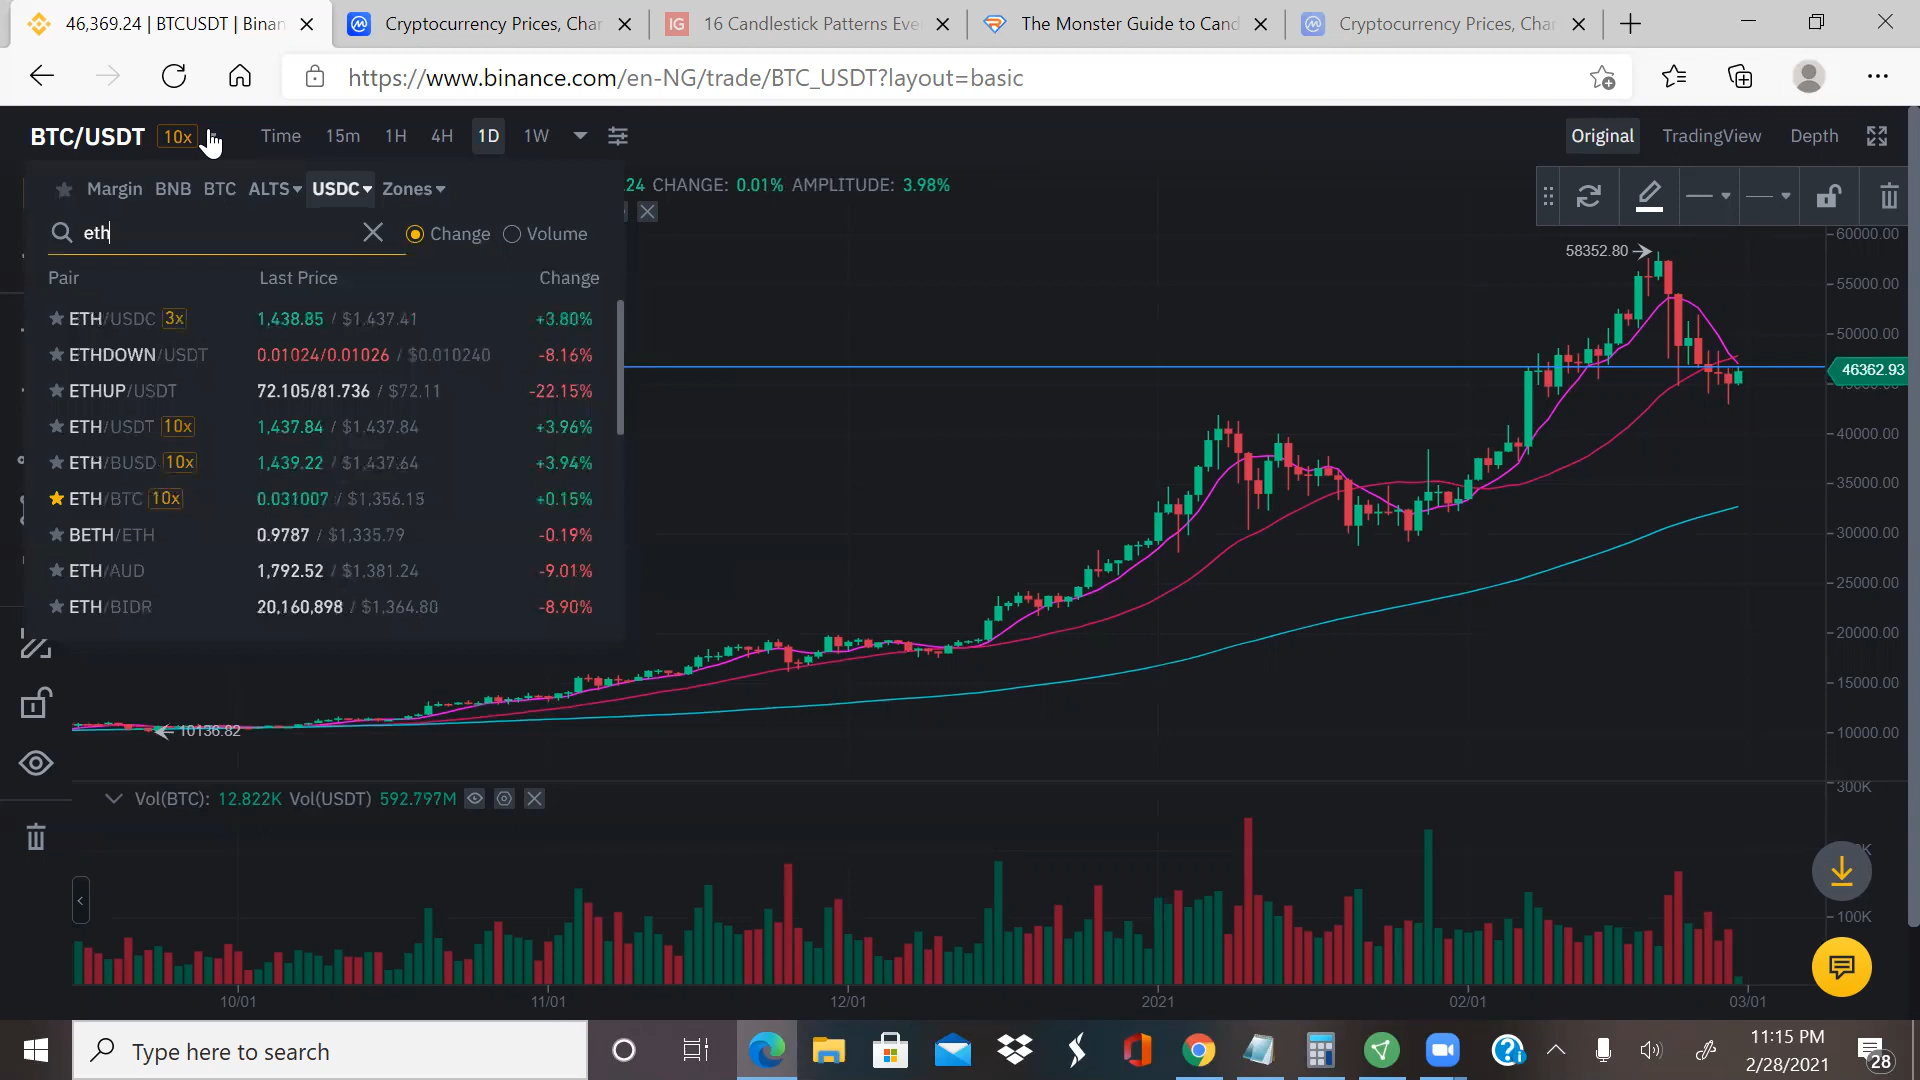 46,369.24 | BTCUSDT | Binan
Cryptocurrency Prices, Char
IG 16 Candlestick Patterns Eve
The Monster Guide to Cand
Cryptocurrency Prices, Char
https://www.binance.com/en-NG/trade/BTC_USDT?layout=basic
BTC/USDT 10x Time 15m 1H 4H 1D 1W Original TradingView Depth
Margin BNB BTC ALTS USDC Zones
.24 CHANGE: 0.01% AMPLITUDE: 3.98%
eth Change Volume
Pair Last Price Change
ETH/USDC 3x 1,438.85 / $1,437.41 +3.80%
ETHDOWN/USDT 0.01024/0.01026 / $0.010240 -8.16%
ETHUP/USDT 72.105/81.736 / $72.11 -22.15%
ETH/USDT 10x 1,437.84 / $1,437.84 +3.96%
ETH/BUSD 10x 1,439.22 / $1,437.64 +3.94%
ETH/BTC 10x 0.031007 / $1,356.15 +0.15%
BETH/ETH 0.9787 / $1,335.79 -0.19%
ETH/AUD 1,792.52 / $1,381.24 -9.01%
ETH/BIDR 20,160,898 / $1,364.80 -8.90%
58352.80
10136.82
60000.00
55000.00
50000.00
46362.93
40000.00
35000.00
30000.00
25000.00
20000.00
15000.00
10000.00
Vol(BTC): 12.822K Vol(USDT) 592.797M
300K
100K
10/01 11/01 12/01 2021 02/01 03/01
Type here to search
11:15 PM
2/28/2021
28